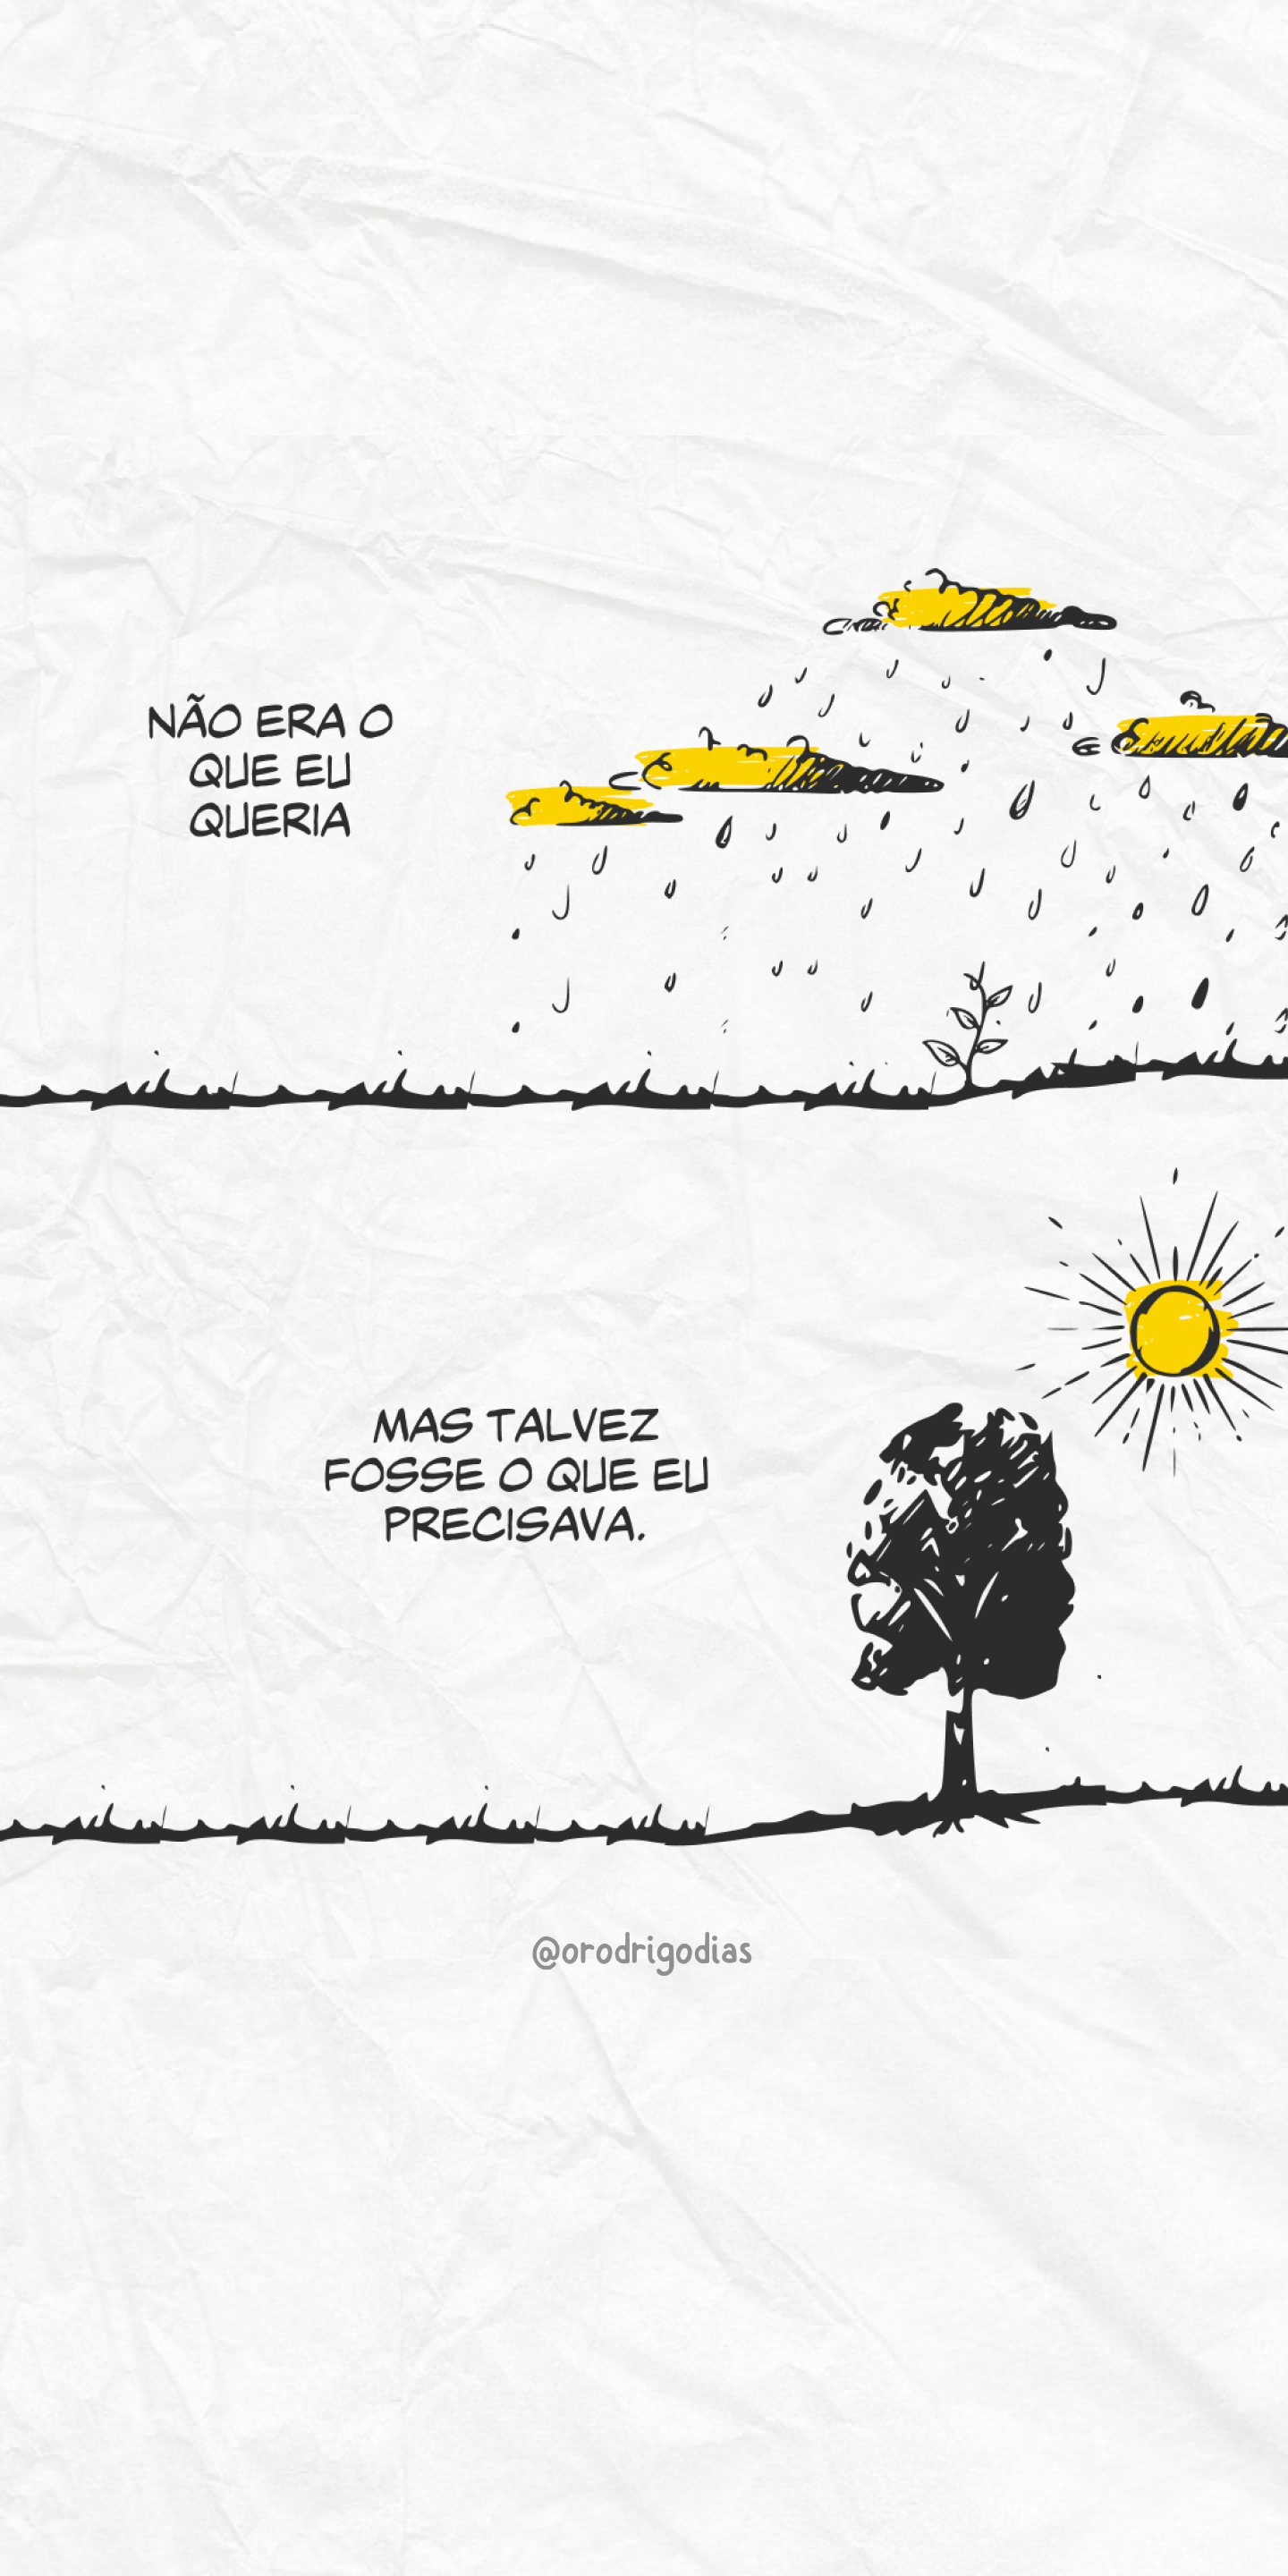 NÃO ERA O
QUE EU
QUERIA
MAS TALVEZ
FOSSE O QUE EU
PRECISAVA.
@orodrigodias